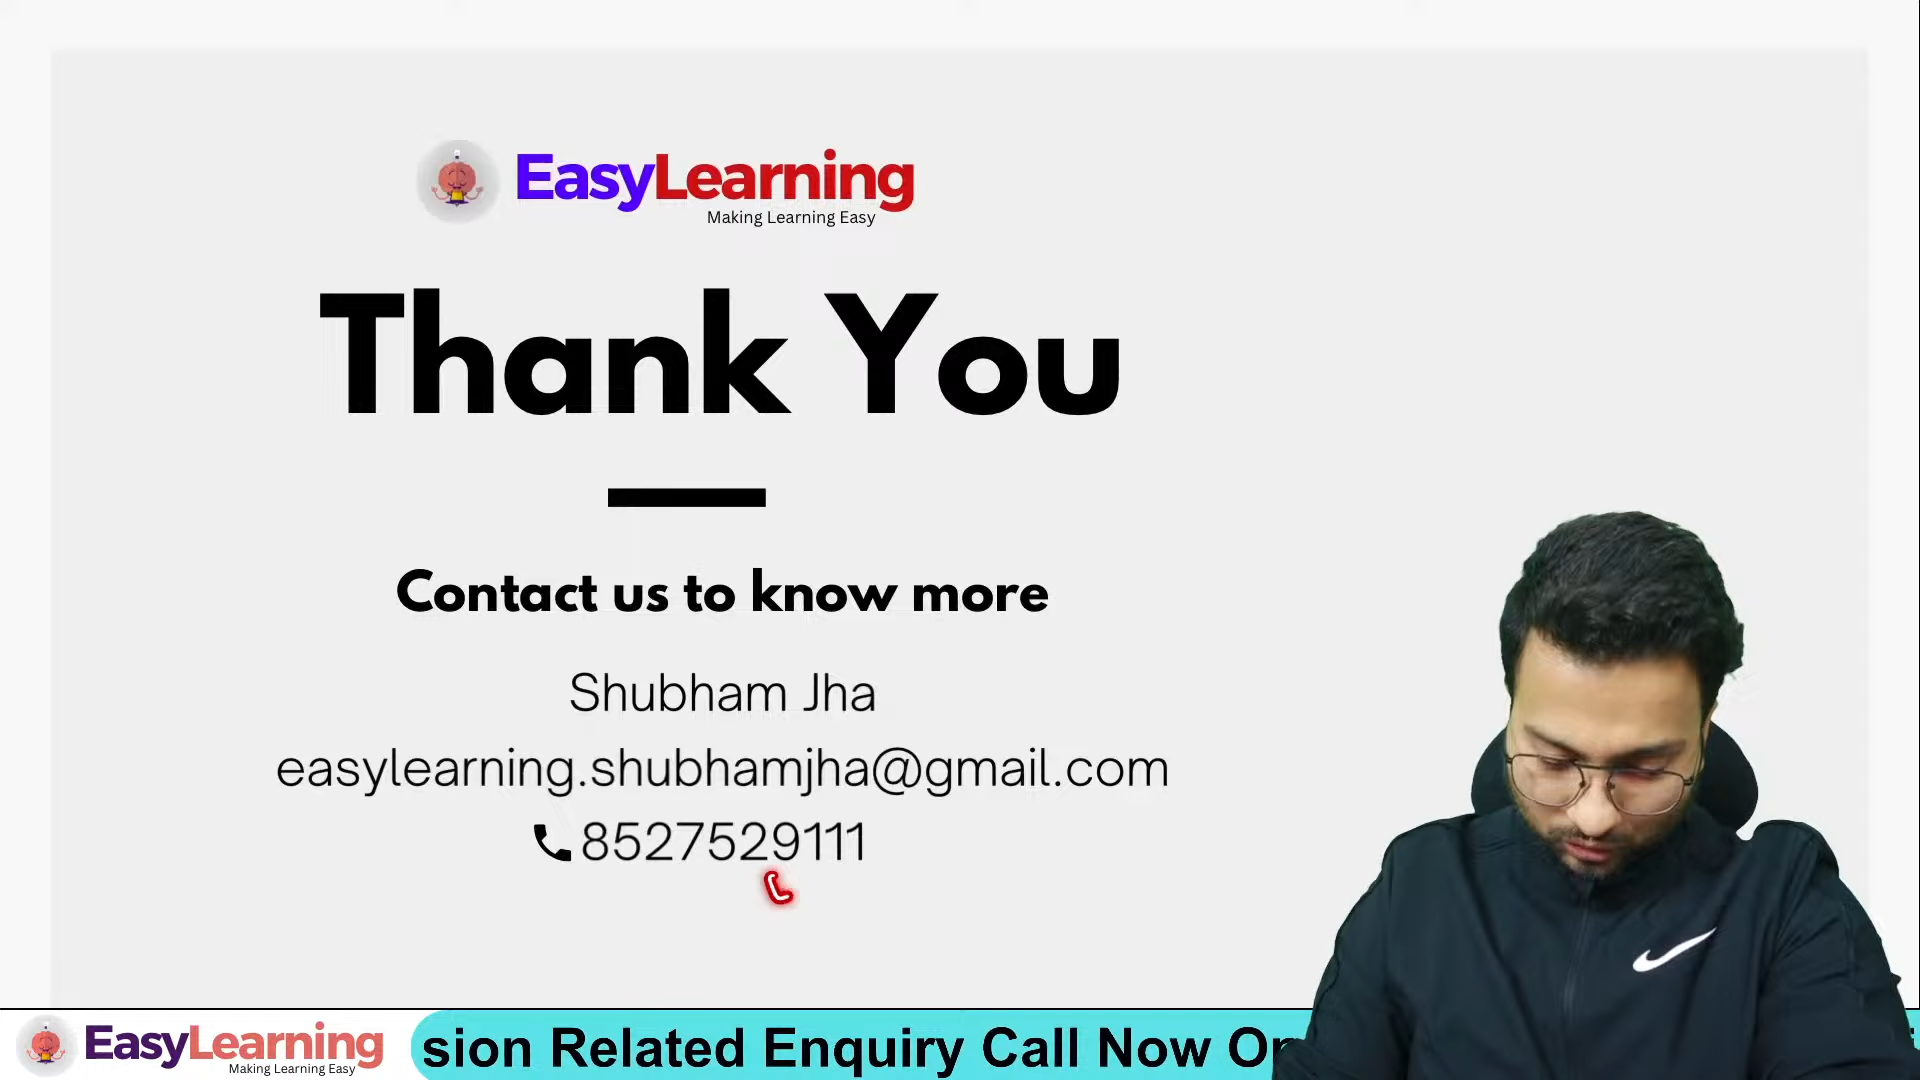 EasyLearning
Making Learning Easy
Thank You
Contact us to know more
Shubham Jha
easylearning.shubhamjha@gmail.com
8527529111
EasyLearning
Making Learning Easy
sion Related Enquiry Call Now